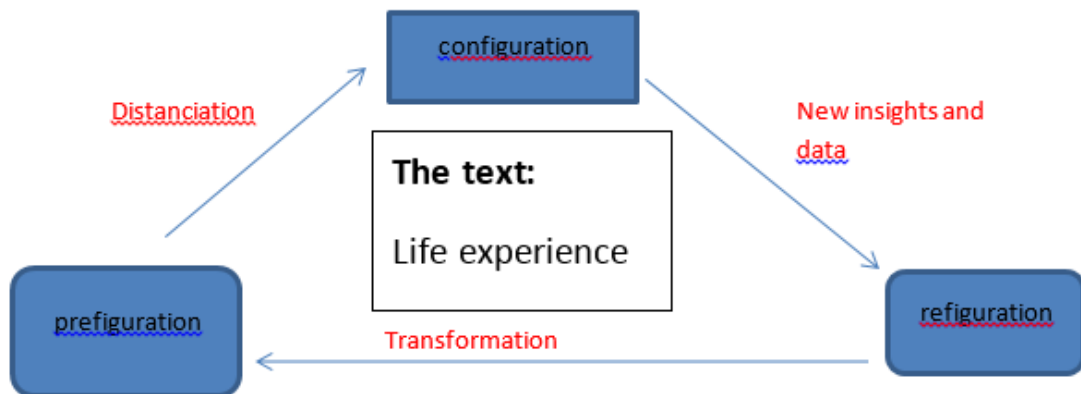 configuration
Distanciation
New insights and
data
The text:
Life experience
prefiguration
refiguration
Transformation